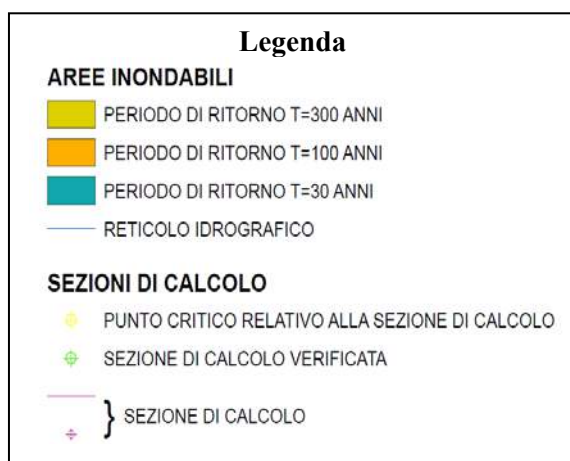 Legenda
AREE INONDABILI
PERIODO DI RITORNO T=300 ANNI
PERIODO DI RITORNO T=100 ANNI
PERIODO DI RITORNO T=30 ANNI
RETICOLO IDROGRAFICO
SEZIONI DI CALCOLO
PUNTO CRITICO RELATIVO ALLA SEZIONE DI CALCOLO
SEZIONE DI CALCOLO VERIFICATA
} SEZIONE DI CALCOLO